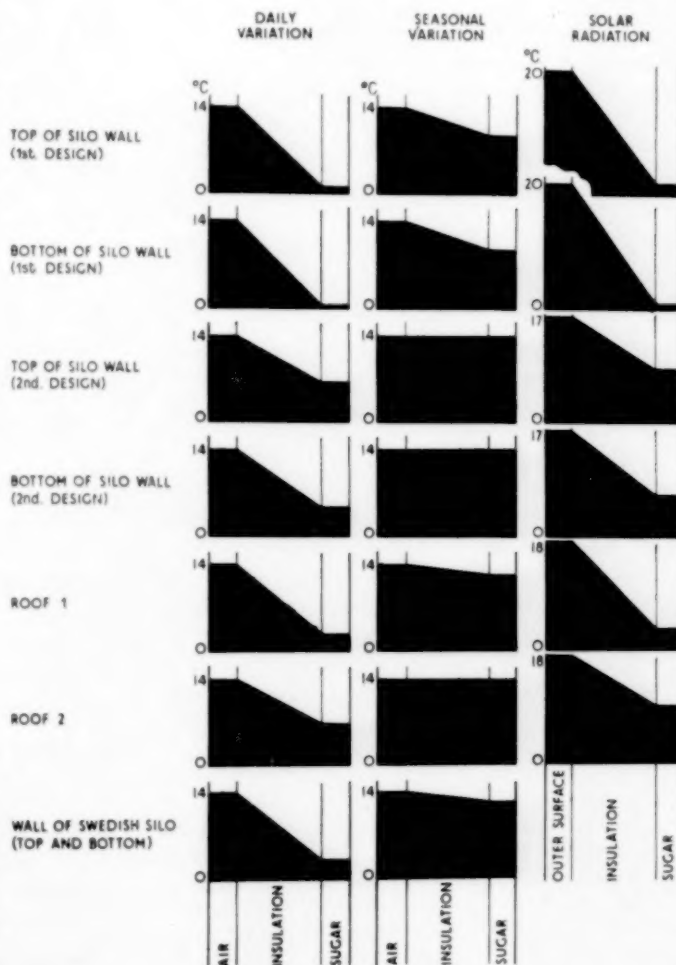 DAILY
VARIATION
SEASONAL
VARIATION
SOLAR
RADIATION
°C
°C
°C
TOP OF SILO WALL
(1st. DESIGN)
14
0
14
0
20
0
BOTTOM OF SILO WALL
(1st. DESIGN)
14
0
14
0
20
0
TOP OF SILO WALL
(2nd. DESIGN)
14
0
14
0
17
0
BOTTOM OF SILO WALL
(2nd. DESIGN)
14
0
14
0
17
0
ROOF 1
14
0
14
0
18
0
ROOF 2
14
0
14
0
18
0
WALL OF SWEDISH SILO
(TOP AND BOTTOM)
14
0
14
0
AIR
INSULATION
SUGAR
AIR
INSULATION
SUGAR
OUTER SURFACE
INSULATION
SUGAR